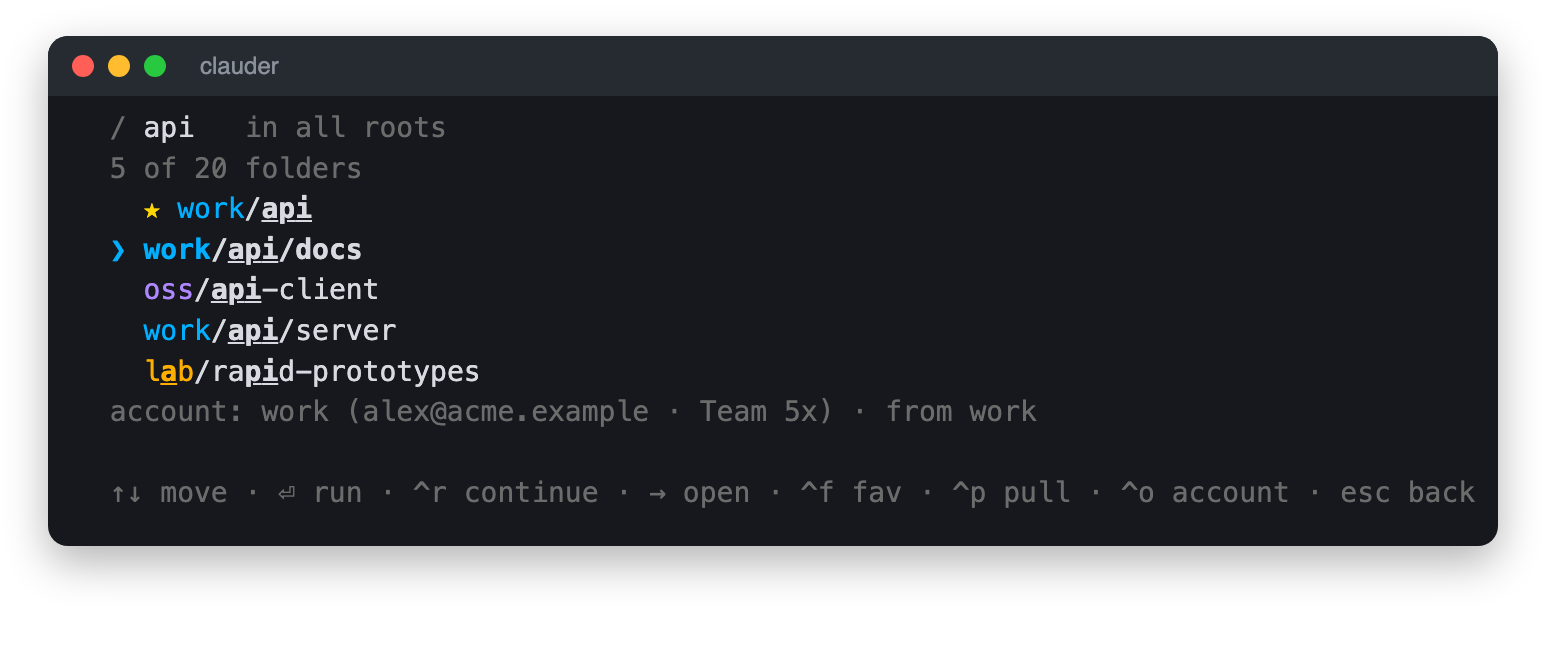 clauder
/ api   in all roots
5 of 20 folders
★ work/api
❯ work/api/docs
oss/api-client
work/api/server
lab/rapid-prototypes
account: work (alex@acme.example · Team 5x) · from work
↑↓ move · ⏎ run · ^r continue · → open · ^f fav · ^p pull · ^o account · esc back